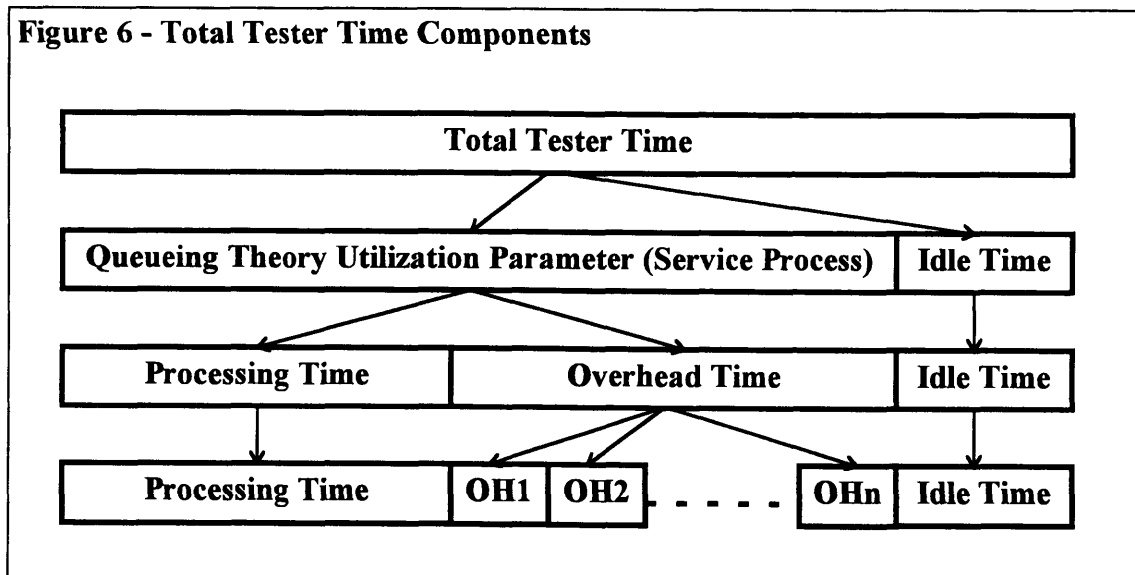 Figure 6 - Total Tester Time Components
Total Tester Time
Queueing Theory Utilization Parameter (Service Process) Idle Time
Processing Time Overhead Time Idle Time
Processing Time OH1 OH2 - - - - - - OHn Idle Time